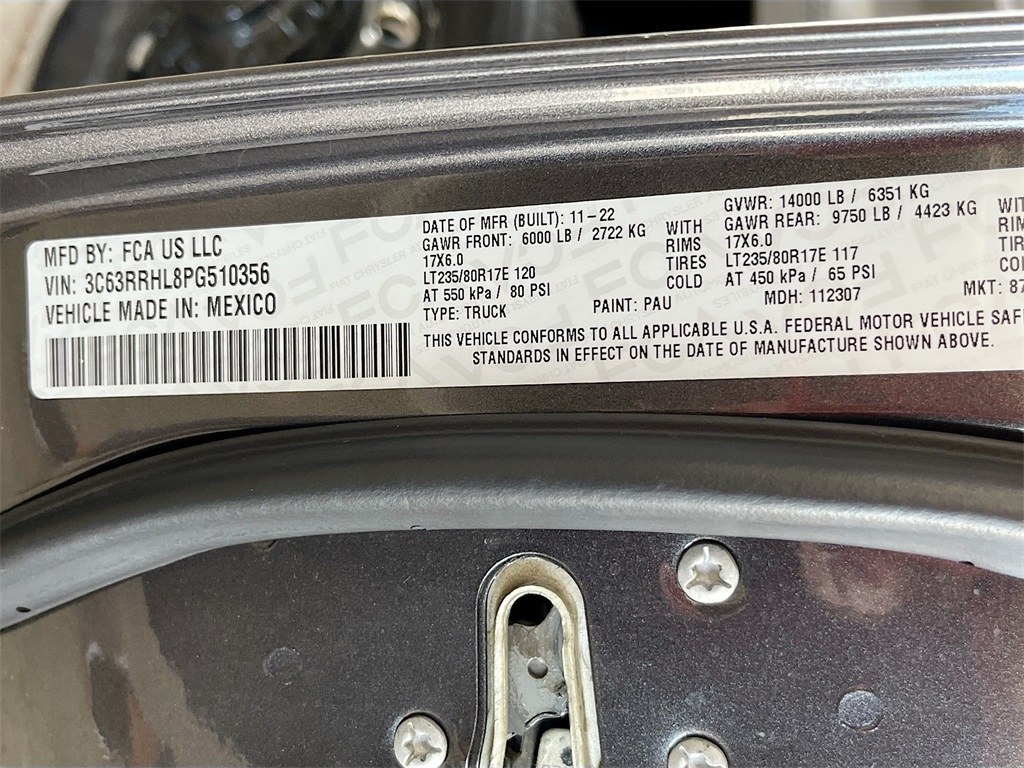 MFD BY: FCA US LLC
VIN: 3C63RRHL8PG510356
VEHICLE MADE IN: MEXICO
DATE OF MFR (BUILT): 11-22
GAWR FRONT: 6000 LB / 2722 KG WITH
17X6.0 RIMS
LT235/80R17E 120 TIRES
AT 550 kPa / 80 PSI COLD
TYPE: TRUCK PAINT: PAU
GVWR: 14000 LB / 6351 KG
GAWR REAR: 9750 LB / 4423 KG
17X6.0
LT235/80R17E 117
AT 450 kPa / 65 PSI
MDH: 112307 MKT: 87
THIS VEHICLE CONFORMS TO ALL APPLICABLE U.S.A. FEDERAL MOTOR VEHICLE SAF
STANDARDS IN EFFECT ON THE DATE OF MANUFACTURE SHOWN ABOVE.